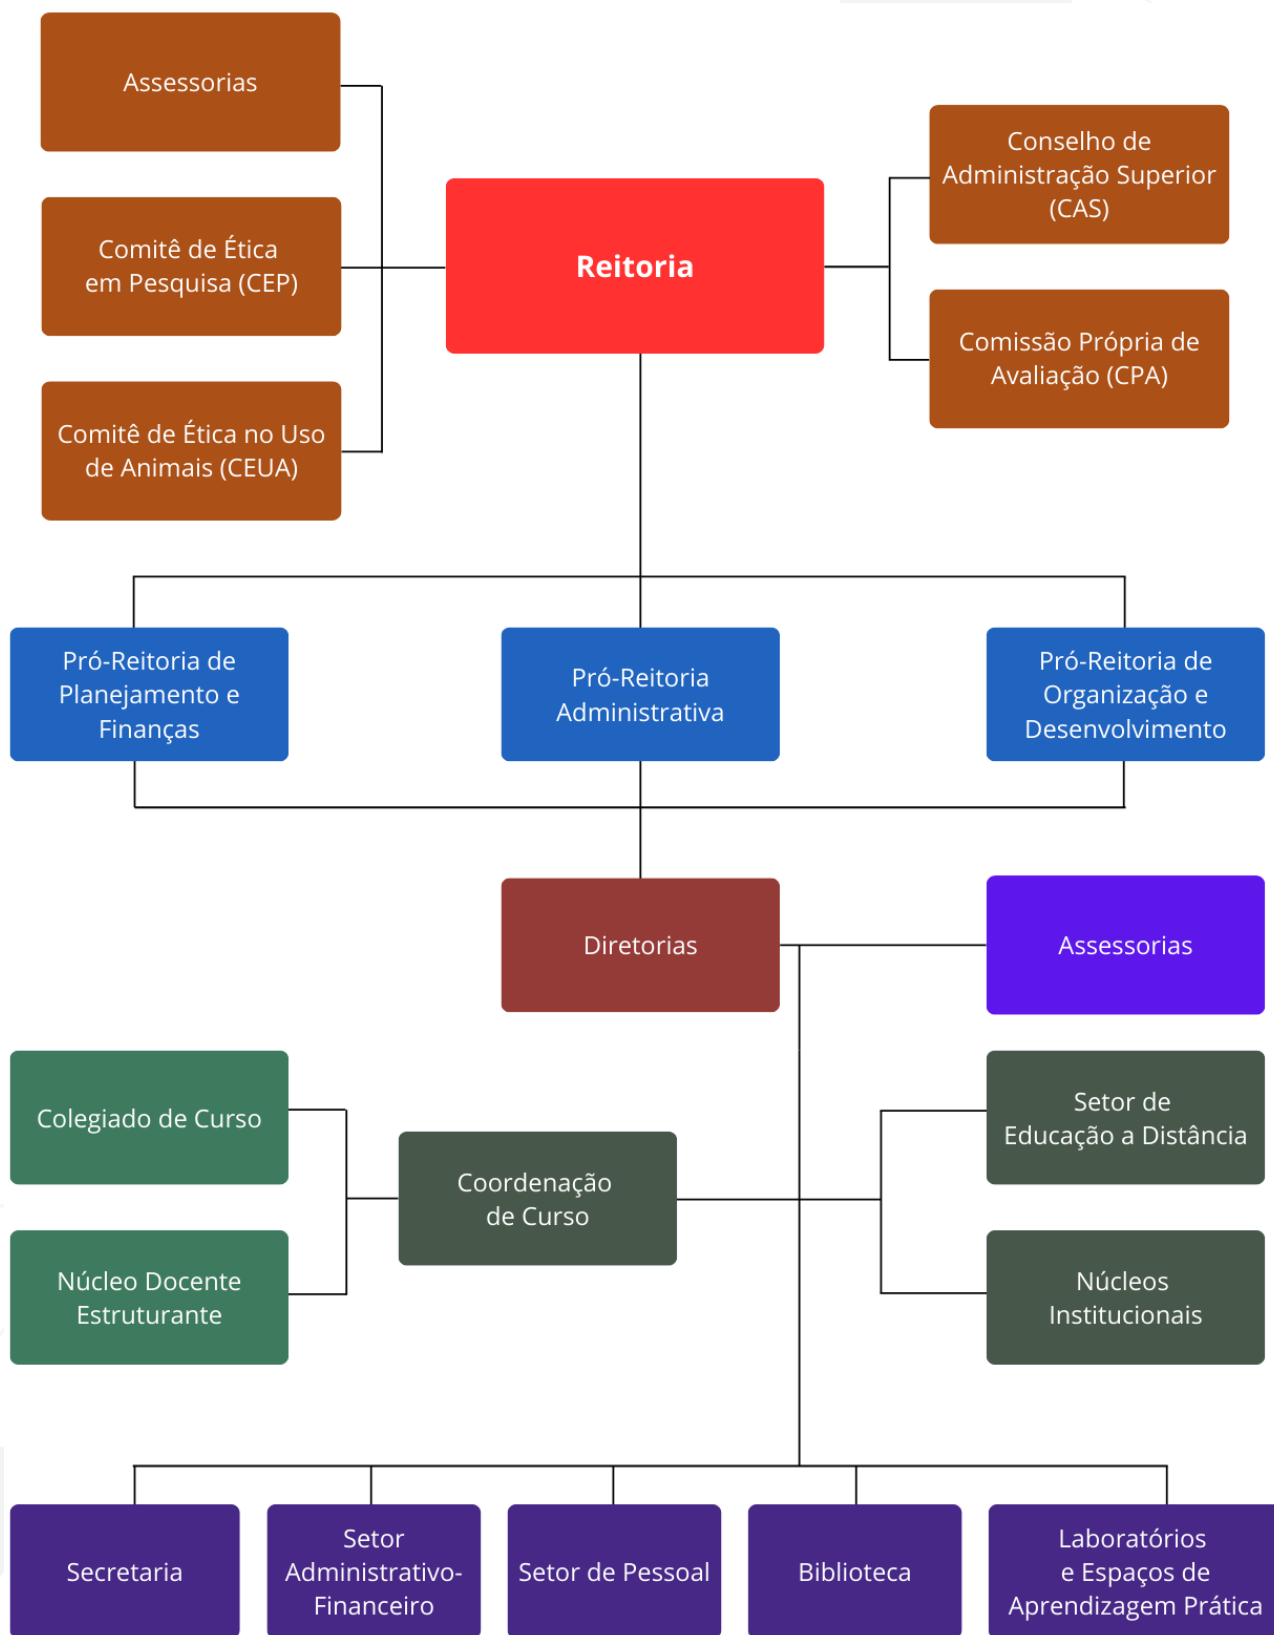 Assessorias
Comitê de Ética
em Pesquisa (CEP)
Comitê de Ética no Uso
de Animais (CEUA)
Reitoria
Conselho de
Administração Superior
(CAS)
Comissão Própria de
Avaliação (CPA)
Pró-Reitoria de
Planejamento e
Finanças
Pró-Reitoria
Administrativa
Pró-Reitoria de
Organização e
Desenvolvimento
Diretorias
Assessorias
Colegiado de Curso
Núcleo Docente
Estruturante
Coordenação
de Curso
Setor de
Educação a Distância
Núcleos
Institucionais
Secretaria
Setor
Administrativo-
Financeiro
Setor de Pessoal
Biblioteca
Laboratórios
e Espaços de
Aprendizagem Prática